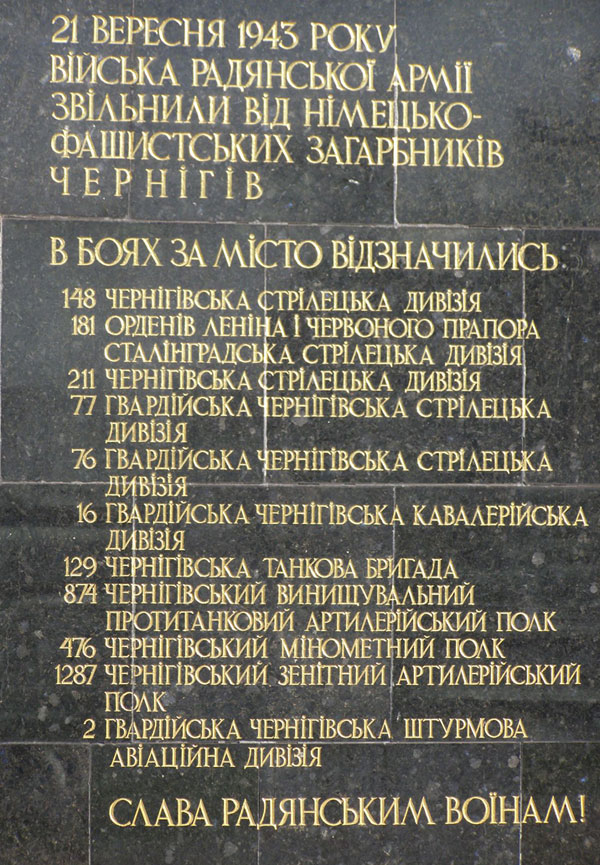 21 ВЕРЕСНЯ 1943 РОКУ
ВІЙСЬКА РАДЯНСЬКОЇ АРМІЇ
ЗВІЛЬНИЛИ ВІД НІМЕЦЬКО-
ФАШИСТСЬКИХ ЗАГАРБНИКІВ
ЧЕРНІГІВ
В БОЯХ ЗА МІСТО ВІДЗНАЧИЛИСЬ:
148 ЧЕРНІГІВСЬКА СТРІЛЕЦЬКА ДИВІЗІЯ
181 ОРДЕНІВ ЛЕНІНА І ЧЕРВОНОГО ПРАПОРА
СТАЛІНГРАДСЬКА СТРІЛЕЦЬКА ДИВІЗІЯ
211 ЧЕРНІГІВСЬКА СТРІЛЕЦЬКА ДИВІЗІЯ
77 ГВАРДІЙСЬКА ЧЕРНІГІВСЬКА СТРІЛЕЦЬКА
ДИВІЗІЯ
76 ГВАРДІЙСЬКА ЧЕРНІГІВСЬКА СТРІЛЕЦЬКА
ДИВІЗІЯ
16 ГВАРДІЙСЬКА ЧЕРНІГІВСЬКА КАВАЛЕРІЙСЬКА
ДИВІЗІЯ
129 ЧЕРНІГІВСЬКА ТАНКОВА БРИГАДА
874 ЧЕРНІГІВСЬКИЙ ВИНИЩУВАЛЬНИЙ
ПРОТИТАНКОВИЙ АРТИЛЕРІЙСЬКИЙ ПОЛК
476 ЧЕРНІГІВСЬКИЙ МІНОМЕТНИЙ ПОЛК
1287 ЧЕРНІГІВСЬКИЙ ЗЕНІТНИЙ АРТИЛЕРІЙСЬКИЙ
ПОЛК
2 ГВАРДІЙСЬКА ЧЕРНІГІВСЬКА ШТУРМОВА
АВІАЦІЙНА ДИВІЗІЯ
СЛАВА РАДЯНСЬКИМ ВОЇНАМ!